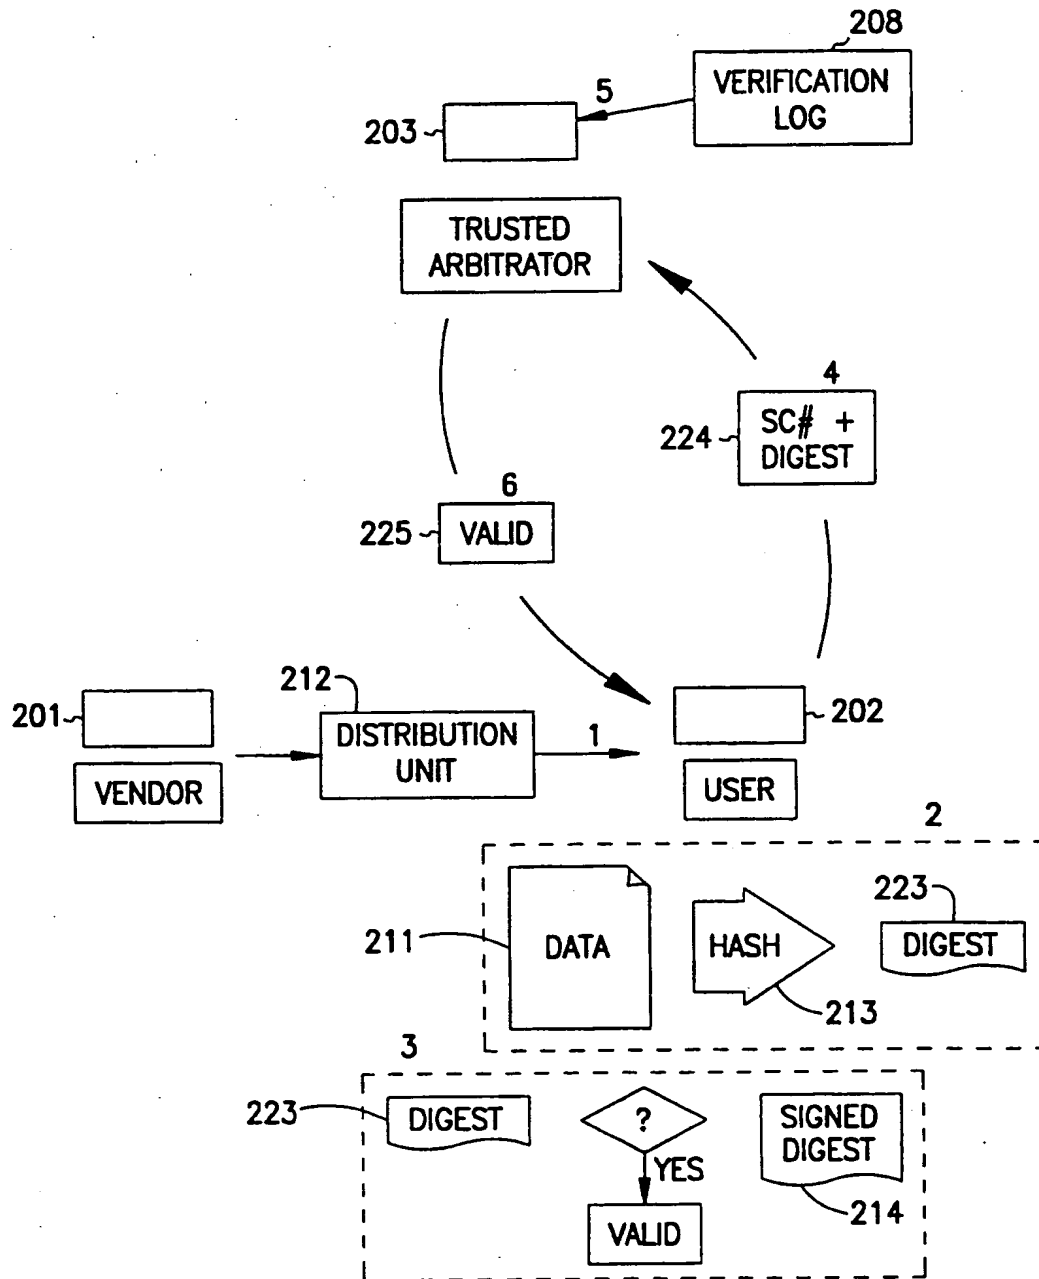 208
VERIFICATION
LOG
5
203
TRUSTED
ARBITRATOR
4
SC# +
DIGEST
224
6
VALID
225
212
201
DISTRIBUTION
UNIT
1
202
VENDOR
USER
2
223
211
DATA
HASH
DIGEST
213
3
223
DIGEST
?
SIGNED
DIGEST
YES
214
VALID